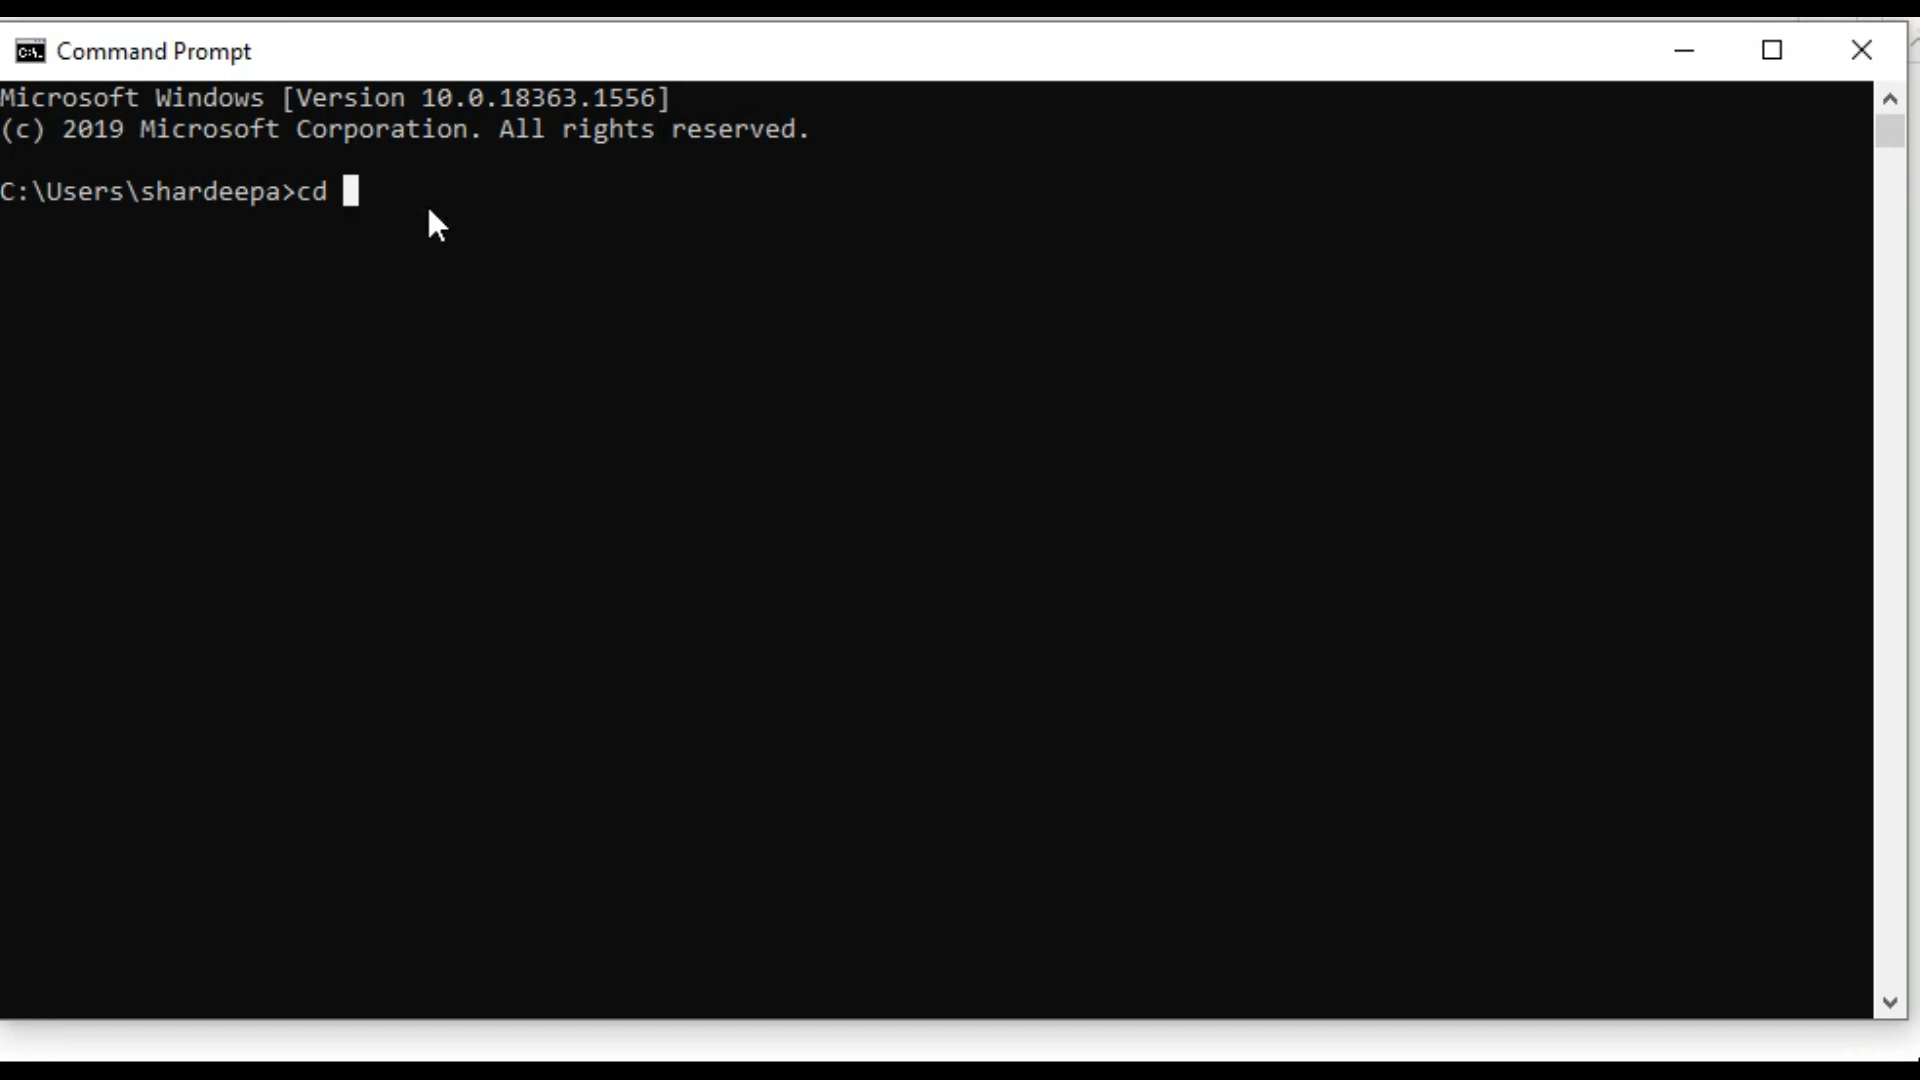 Command Prompt
Microsoft Windows [Version 10.0.18363.1556]
(c) 2019 Microsoft Corporation. All rights reserved.
C:\Users\shardeepa>cd